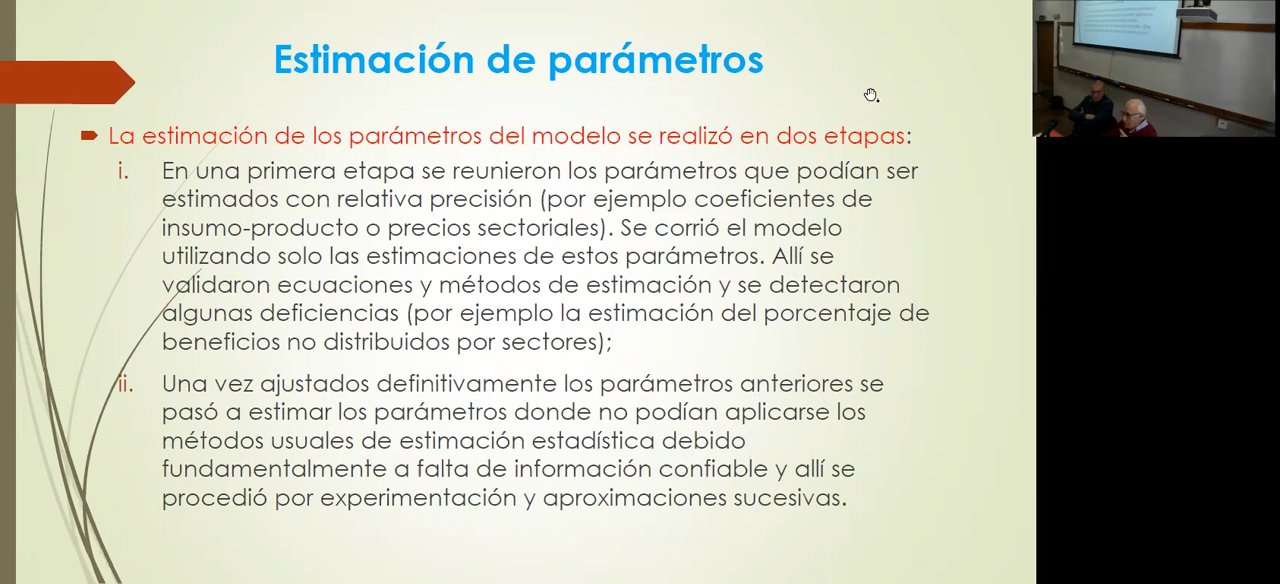 Estimación de parámetros
La estimación de los parámetros del modelo se realizó en dos etapas:
i. En una primera etapa se reunieron los parámetros que podían ser
estimados con relativa precisión (por ejemplo coeficientes de
insumo-producto o precios sectoriales). Se corrió el modelo
utilizando solo las estimaciones de estos parámetros. Allí se
validaron ecuaciones y métodos de estimación y se detectaron
algunas deficiencias (por ejemplo la estimación del porcentaje de
beneficios no distribuidos por sectores);
ii. Una vez ajustados definitivamente los parámetros anteriores se
pasó a estimar los parámetros donde no podían aplicarse los
métodos usuales de estimación estadística debido
fundamentalmente a falta de información confiable y allí se
procedió por experimentación y aproximaciones sucesivas.